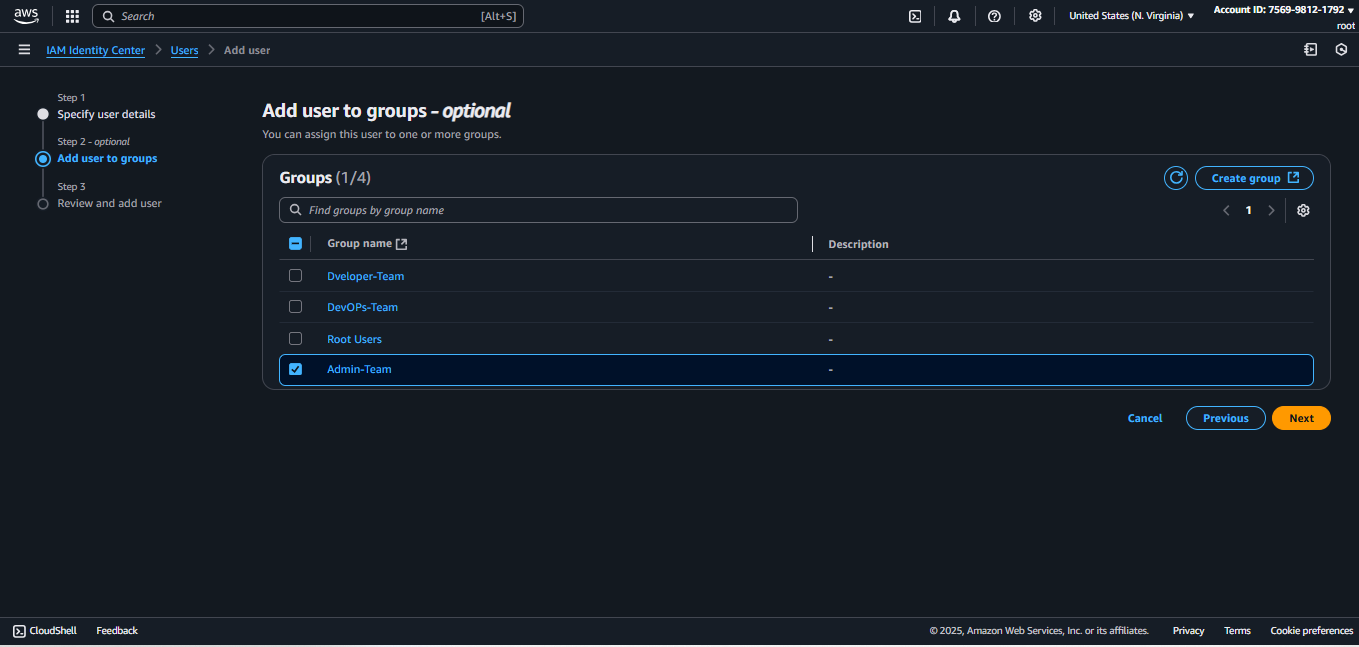 aws Search [Alt+S] United States (N. Virginia) Account ID: 7569-9812-1792
root
IAM Identity Center Users Add user
Step 1
Specify user details
Step 2 - optional
Add user to groups
Step 3
Review and add user
Add user to groups - optional
You can assign this user to one or more groups.
Groups (1/4) Create group
Find groups by group name 1
Group name Description
Dveloper-Team -
DevOPs-Team -
Root Users -
Admin-Team -
Cancel Previous Next
CloudShell Feedback © 2025, Amazon Web Services, Inc. or its affiliates. Privacy Terms Cookie preferences